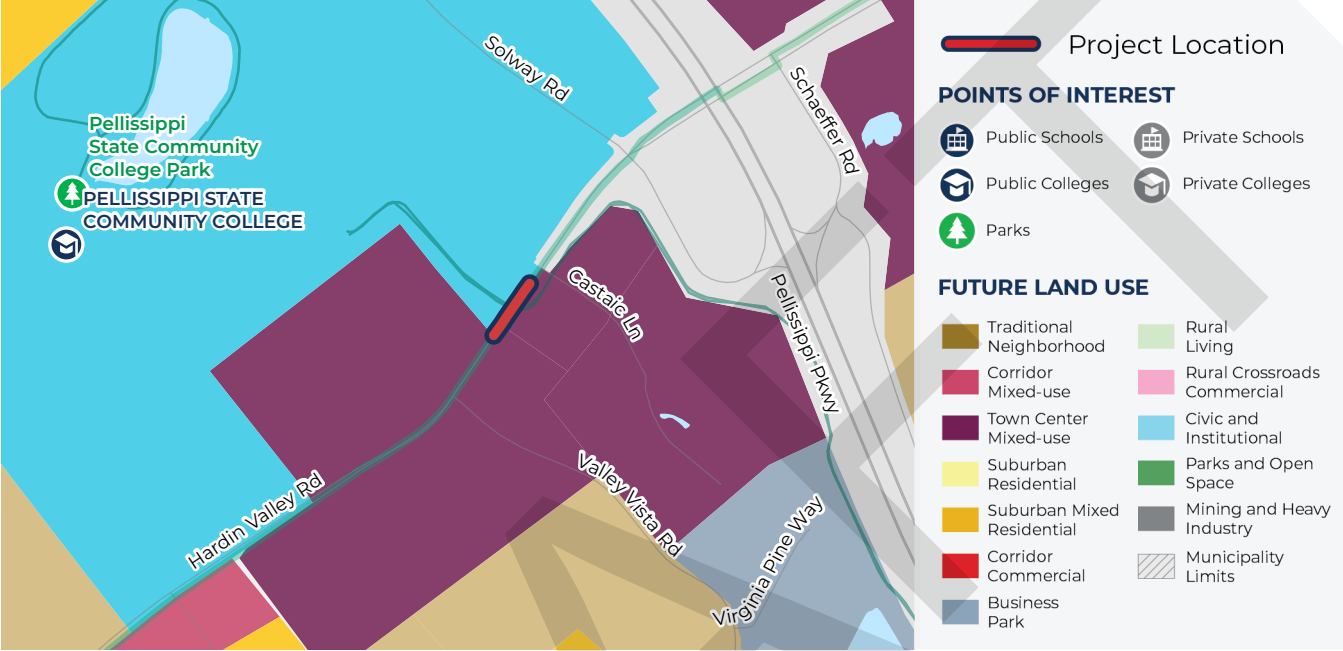 Solway Rd
Schaeffer Rd
Pellissippi
State Community
College Park
PELLISSIPPI STATE
COMMUNITY COLLEGE
Castaic Ln
Pellissippi Pkwy
Hardin Valley Rd
Valley Vista Rd
Virginia Pine Way
Project Location
POINTS OF INTEREST
Public Schools
Private Schools
Public Colleges
Private Colleges
Parks
FUTURE LAND USE
Traditional
Neighborhood
Corridor
Mixed-use
Town Center
Mixed-use
Suburban
Residential
Suburban Mixed
Residential
Corridor
Commercial
Business
Park
Rural
Living
Rural Crossroads
Commercial
Civic and
Institutional
Parks and Open
Space
Mining and Heavy
Industry
Municipality
Limits